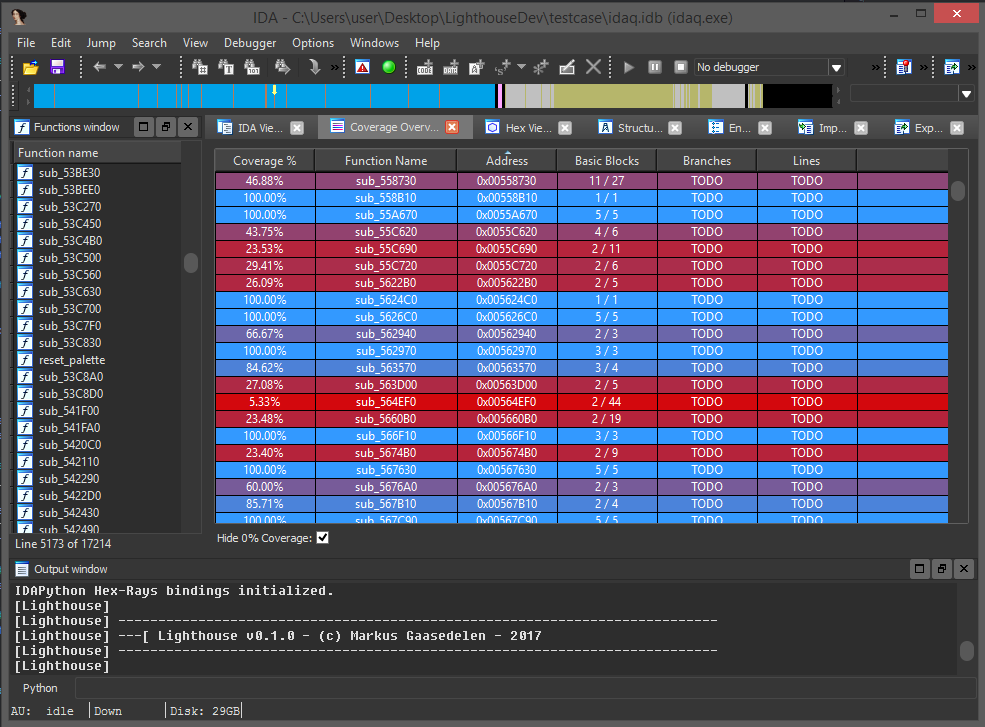 IDA - C:\Users\user\Desktop\LighthouseDev\testcase\idaq.idb (idaq.exe)
File Edit Jump Search View Debugger Options Windows Help
No debugger
Functions window
IDA Vie... Coverage Overv... Hex Vie... Structu... En... Imp... Exp...
Function name
sub_53BE30
sub_53BEE0
sub_53C270
sub_53C450
sub_53C4B0
sub_53C500
sub_53C560
sub_53C630
sub_53C700
sub_53C7F0
sub_53C830
reset_palette
sub_53C8A0
sub_53C8D0
sub_541F00
sub_541FA0
sub_5420C0
sub_542110
sub_542290
sub_5422D0
sub_542430
sub_542490
Line 5173 of 17214
Coverage % Function Name Address Basic Blocks Branches Lines
46.88% sub_558730 0x00558730 11 / 27 TODO TODO
100.00% sub_558B10 0x00558B10 1 / 1 TODO TODO
100.00% sub_55A670 0x0055A670 5 / 5 TODO TODO
43.75% sub_55C620 0x0055C620 4 / 6 TODO TODO
23.53% sub_55C690 0x0055C690 2 / 11 TODO TODO
29.41% sub_55C720 0x0055C720 2 / 6 TODO TODO
26.09% sub_5622B0 0x005622B0 2 / 5 TODO TODO
100.00% sub_5624C0 0x005624C0 1 / 1 TODO TODO
100.00% sub_5626C0 0x005626C0 5 / 5 TODO TODO
66.67% sub_562940 0x00562940 2 / 3 TODO TODO
100.00% sub_562970 0x00562970 3 / 3 TODO TODO
84.62% sub_563570 0x00563570 3 / 4 TODO TODO
27.08% sub_563D00 0x00563D00 2 / 5 TODO TODO
5.33% sub_564EF0 0x00564EF0 2 / 44 TODO TODO
23.48% sub_5660B0 0x005660B0 2 / 19 TODO TODO
100.00% sub_566F10 0x00566F10 3 / 3 TODO TODO
23.40% sub_5674B0 0x005674B0 2 / 9 TODO TODO
100.00% sub_567630 0x00567630 5 / 5 TODO TODO
60.00% sub_5676A0 0x005676A0 2 / 3 TODO TODO
85.71% sub_567B10 0x00567B10 2 / 4 TODO TODO
100.00% sub_567C90 0x00567C90 5 / 5 TODO TODO
Hide 0% Coverage:
Output window
IDAPython Hex-Rays bindings initialized.
[Lighthouse]
[Lighthouse] ---------------------------------------------------------------------------
[Lighthouse] ---[ Lighthouse v0.1.0 - (c) Markus Gaasedelen - 2017
[Lighthouse] ---------------------------------------------------------------------------
[Lighthouse]
Python
AU: idle Down Disk: 29GB